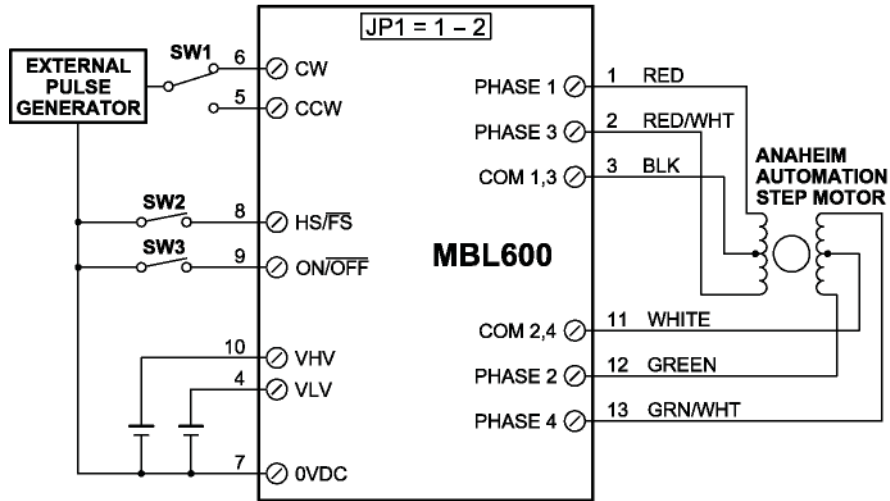 JP1 = 1 – 2
EXTERNAL
PULSE
GENERATOR
SW1
6 CW
5 CCW
SW2
8 HS/F̅S̅
SW3
9 ON/O̅F̅F̅
10 VHV
4 VLV
7 0VDC
MBL600
PHASE 1 1 RED
PHASE 3 2 RED/WHT
COM 1,3 3 BLK
ANAHEIM
AUTOMATION
STEP MOTOR
COM 2,4 11 WHITE
PHASE 2 12 GREEN
PHASE 4 13 GRN/WHT